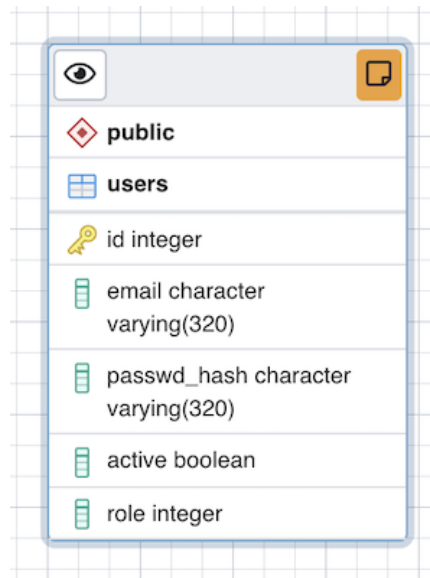 public
users
id integer
email character
varying(320)
passwd_hash character
varying(320)
active boolean
role integer